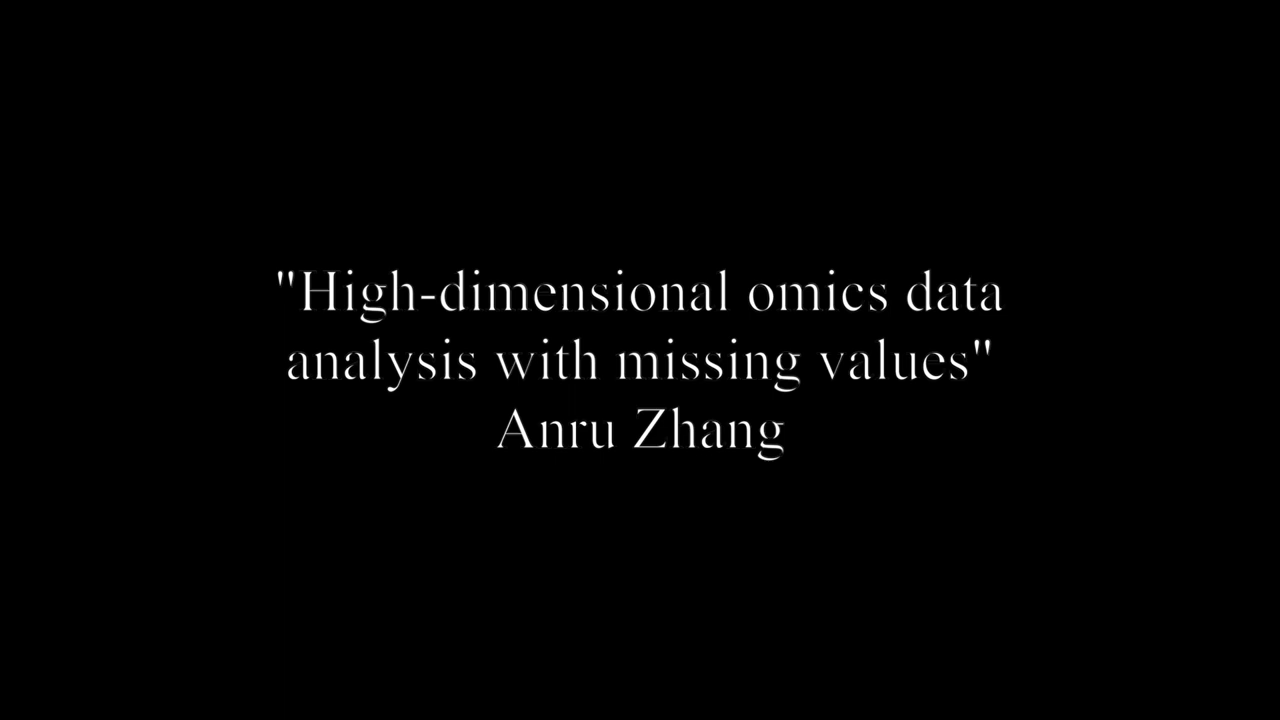 "High-dimensional omics data
analysis with missing values"
Anru Zhang